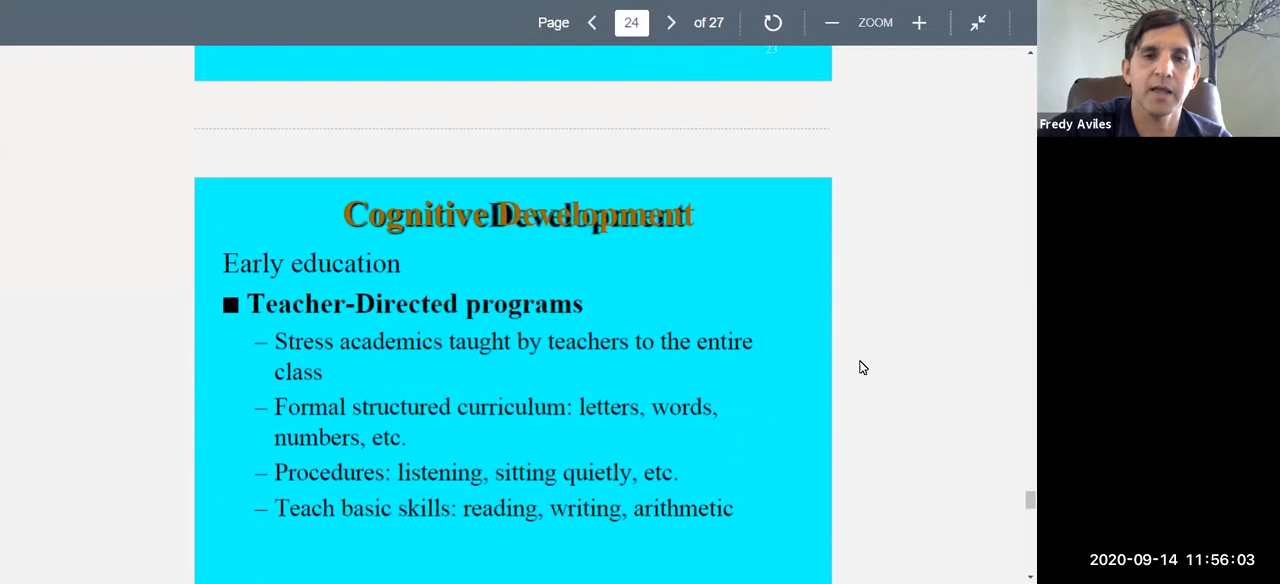 Page 24 of 27 ZOOM
23
Fredy Aviles
Cognitive Development
Early education
■ Teacher-Directed programs
– Stress academics taught by teachers to the entire
class
– Formal structured curriculum: letters, words,
numbers, etc.
– Procedures: listening, sitting quietly, etc.
– Teach basic skills: reading, writing, arithmetic
2020-09-14 11:56:03